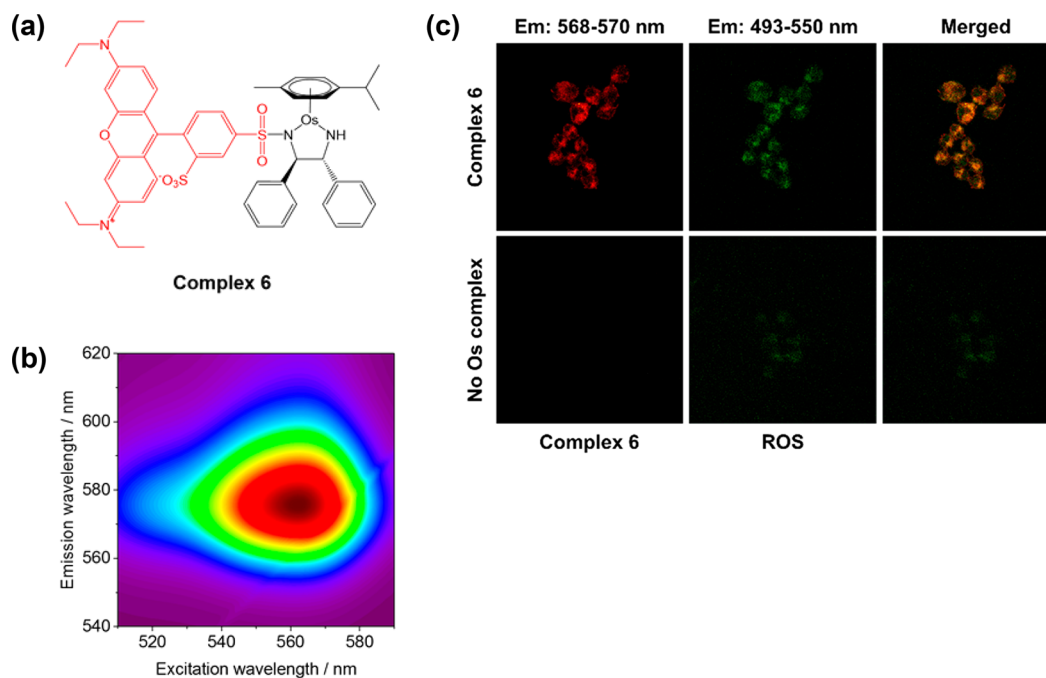 (a)
N
O
N+
-O3S
O
S
O
N
Os
NH
Complex 6
(b)
620
600
580
560
540
Emission wavelength / nm
520 540 560 580
Excitation wavelength / nm
(c)
Em: 568-570 nm Em: 493-550 nm Merged
Complex 6
No Os complex
Complex 6 ROS